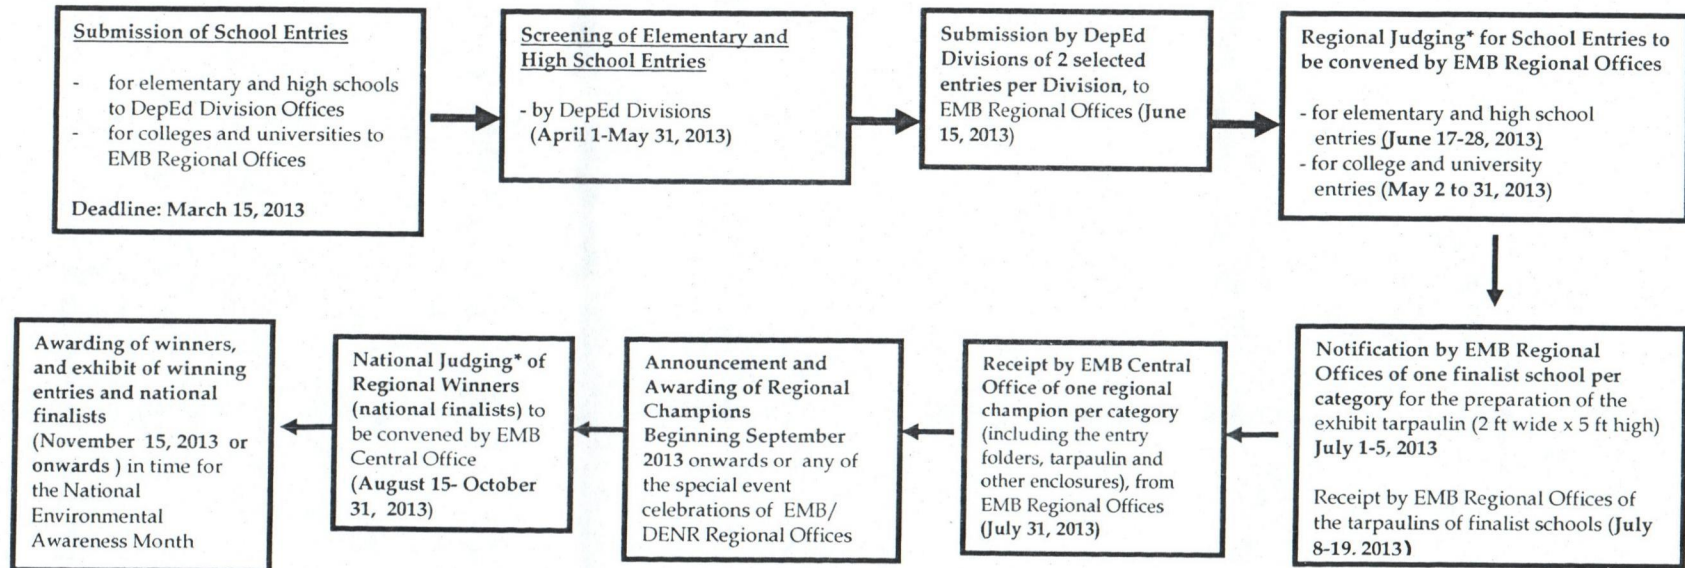 Submission of School Entries
- for elementary and high schools
to DepEd Division Offices
- for colleges and universities to
EMB Regional Offices
Deadline: March 15, 2013
Screening of Elementary and
High School Entries
- by DepEd Divisions
(April 1-May 31, 2013)
Submission by DepEd
Divisions of 2 selected
entries per Division, to
EMB Regional Offices (June
15, 2013)
Regional Judging* for School Entries to
be convened by EMB Regional Offices
- for elementary and high school
entries (June 17-28, 2013)
- for college and university
entries (May 2 to 31, 2013)
Notification by EMB Regional
Offices of one finalist school per
category for the preparation of the
exhibit tarpaulin (2 ft wide x 5 ft high)
July 1-5, 2013
Receipt by EMB Regional Offices of
the tarpaulins of finalist schools (July
8-19. 2013)
Receipt by EMB Central
Office of one regional
champion per category
(including the entry
folders, tarpaulin and
other enclosures), from
EMB Regional Offices
(July 31, 2013)
Announcement and
Awarding of Regional
Champions
Beginning September
2013 onwards or any of
the special event
celebrations of EMB/
DENR Regional Offices
National Judging* of
Regional Winners
(national finalists) to
be convened by EMB
Central Office
(August 15- October
31, 2013)
Awarding of winners,
and exhibit of winning
entries and national
finalists
(November 15, 2013 or
onwards ) in time for
the National
Environmental
Awareness Month